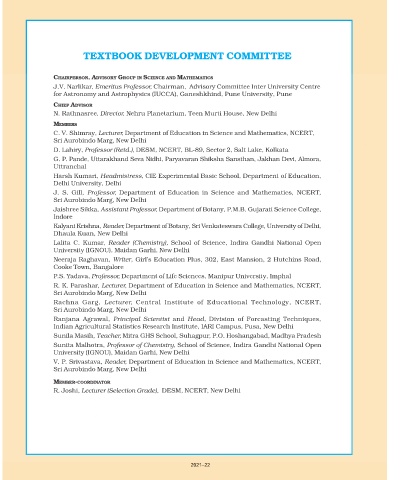 TEXTBOOK DEVELOPMENT COMMITTEE
CHAIRPERSON, ADVISORY GROUP IN SCIENCE AND MATHEMATICS
J.V. Narlikar, Emeritus Professor, Chairman, Advisory Committee Inter University Centre
for Astronomy and Astrophysics (IUCCA), Ganeshkhind, Pune University, Pune
CHIEF ADVISOR
N. Rathnasree, Director, Nehru Planetarium, Teen Murti House, New Delhi
MEMBERS
C. V. Shimray, Lecturer, Department of Education in Science and Mathematics, NCERT,
Sri Aurobindo Marg, New Delhi
D. Lahry, Professor (Retd.), DESM, NCERT, BL-89, Sector 2, Salt Lake, Kolkata
G. P. Pande, Uttarakhand Seva Nidhi, Paryavaran Shiksha Sansthan, Jakhan Devi, Almora,
Uttranchal
Harsh Kumari, Headmistress, CIE Experimental Basic School, Department of Education,
Delhi University, Delhi
J. S. Gill, Professor, Department of Education in Science and Mathematics, NCERT,
Sri Aurobindo Marg, New Delhi
Jaishree Sikka, Assistant Professor, Department of Botany, P.M.B. Gujarati Science College,
Indore
Kalyani Krishna, Reader, Department of Botany, Sri Venkateswara College, University of Delhi,
Dhaula Kuan, New Delhi
Lalita C. Kumar, Reader (Chemistry), School of Science, Indira Gandhi National Open
University (IGNOU), Maidan Garhi, New Delhi
Neeraja Raghavan, Writer, Girl's Education Plus, 302, East Mansion, 2 Hutchins Road,
Cooke Town, Bangalore
P.S. Yadava, Professor, Department of Life Sciences, Manipur University, Imphal
R. K. Parashar, Lecturer, Department of Education in Science and Mathematics, NCERT,
Sri Aurobindo Marg, New Delhi
Rachna Garg, Lecturer, Central Institute of Educational Technology, NCERT,
Sri Aurobindo Marg, New Delhi
Ranjana Agrawal, Principal Scientist and Head, Division of Forcasting Techniques,
Indian Agricultural Statistics Research Institute, IARI Campus, Pusa, New Delhi
Sunila Masih, Teacher, Mitra GHS School, Suhagpur, P.O. Hoshangabad, Madhya Pradesh
Sunita Malhotra, Professor of Chemistry, School of Science, Indira Gandhi National Open
University (IGNOU), Maidan Garhi, New Delhi
V. P. Srivastava, Reader, Department of Education in Science and Mathematics, NCERT,
Sri Aurobindo Marg, New Delhi
MEMBER-COORDINATOR
R. Joshi, Lecturer (Selection Grade), DESM, NCERT, New Delhi
2021–22